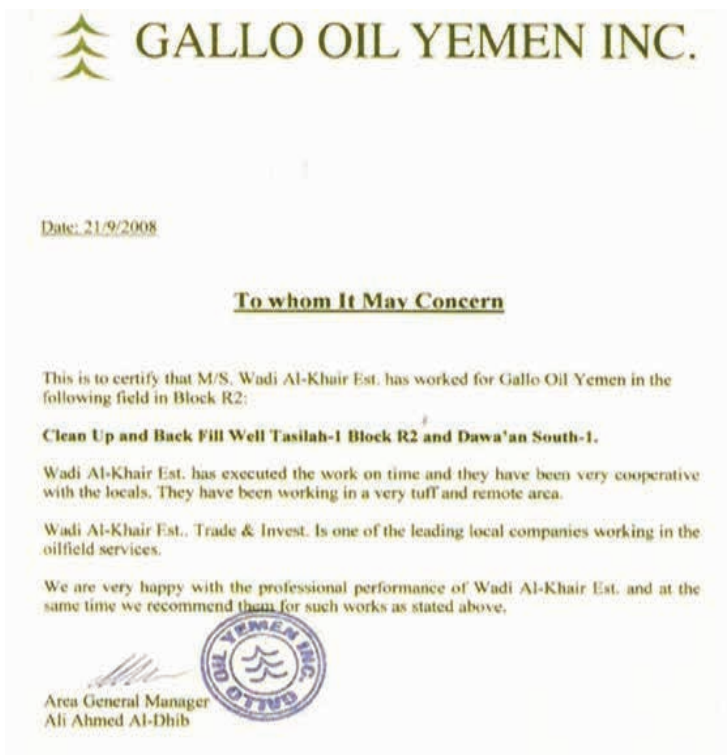 GALLO OIL YEMEN INC.
Date: 21/9/2008
To whom It May Concern
This is to certify that M/S. Wadi Al-Khair Est. has worked for Gallo Oil Yemen in the
following field in Block R2:
Clean Up and Back Fill Well Tasilah-1 Block R2 and Dawa'an South-1.
Wadi Al-Khair Est. has executed the work on time and they have been very cooperative
with the locals. They have been working in a very tuff and remote area.
Wadi Al-Khair Est.. Trade & Invest. Is one of the leading local companies working in the
oilfield services.
We are very happy with the professional performance of Wadi Al-Khair Est. and at the
same time we recommend them for such works as stated above.
GALLO OIL YEMEN INC.
Area General Manager
Ali Ahmed Al-Dhib